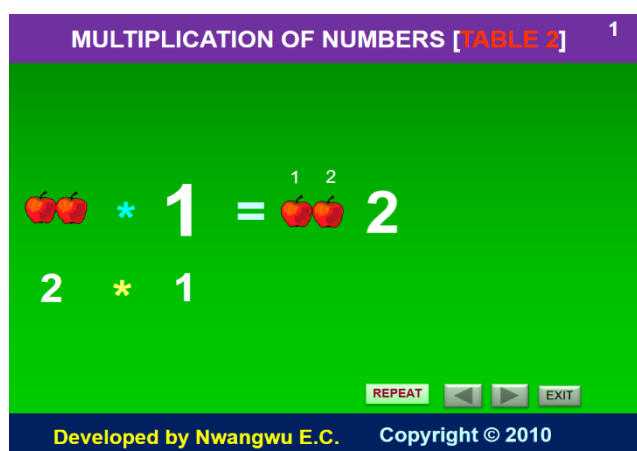 MULTIPLICATION OF NUMBERS [TABLE 2] 1
1 2
* 1 = 2
2 * 1
REPEAT EXIT
Developed by Nwangwu E.C. Copyright © 2010